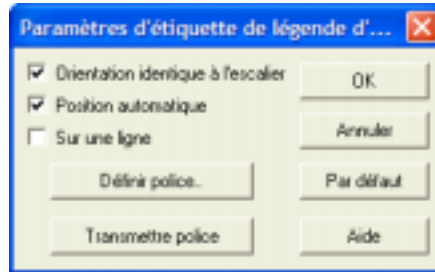 Paramètres d'étiquette de légende d'...
Orientation identique à l'escalier
OK
Position automatique
Sur une ligne
Annuler
Définir police..
Par défaut
Transmettre police
Aide